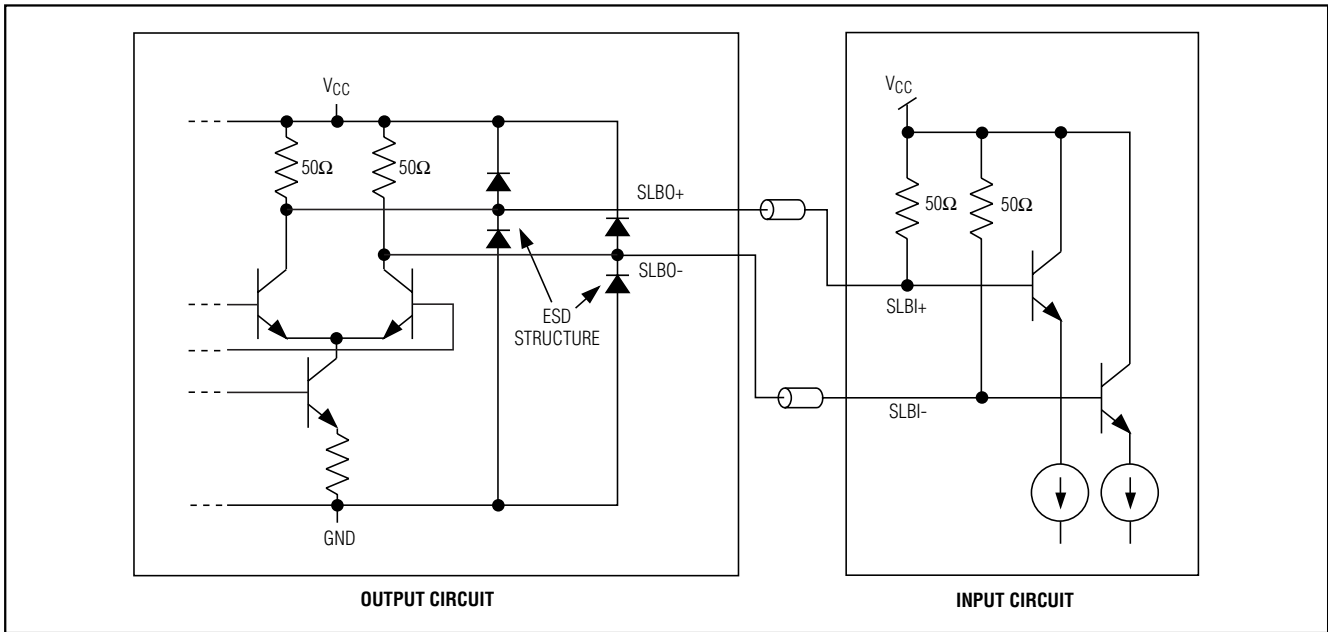 VCC
50Ω
50Ω
SLBO+
SLBO-
ESD
STRUCTURE
GND
OUTPUT CIRCUIT
VCC
50Ω
50Ω
SLBI+
SLBI-
INPUT CIRCUIT